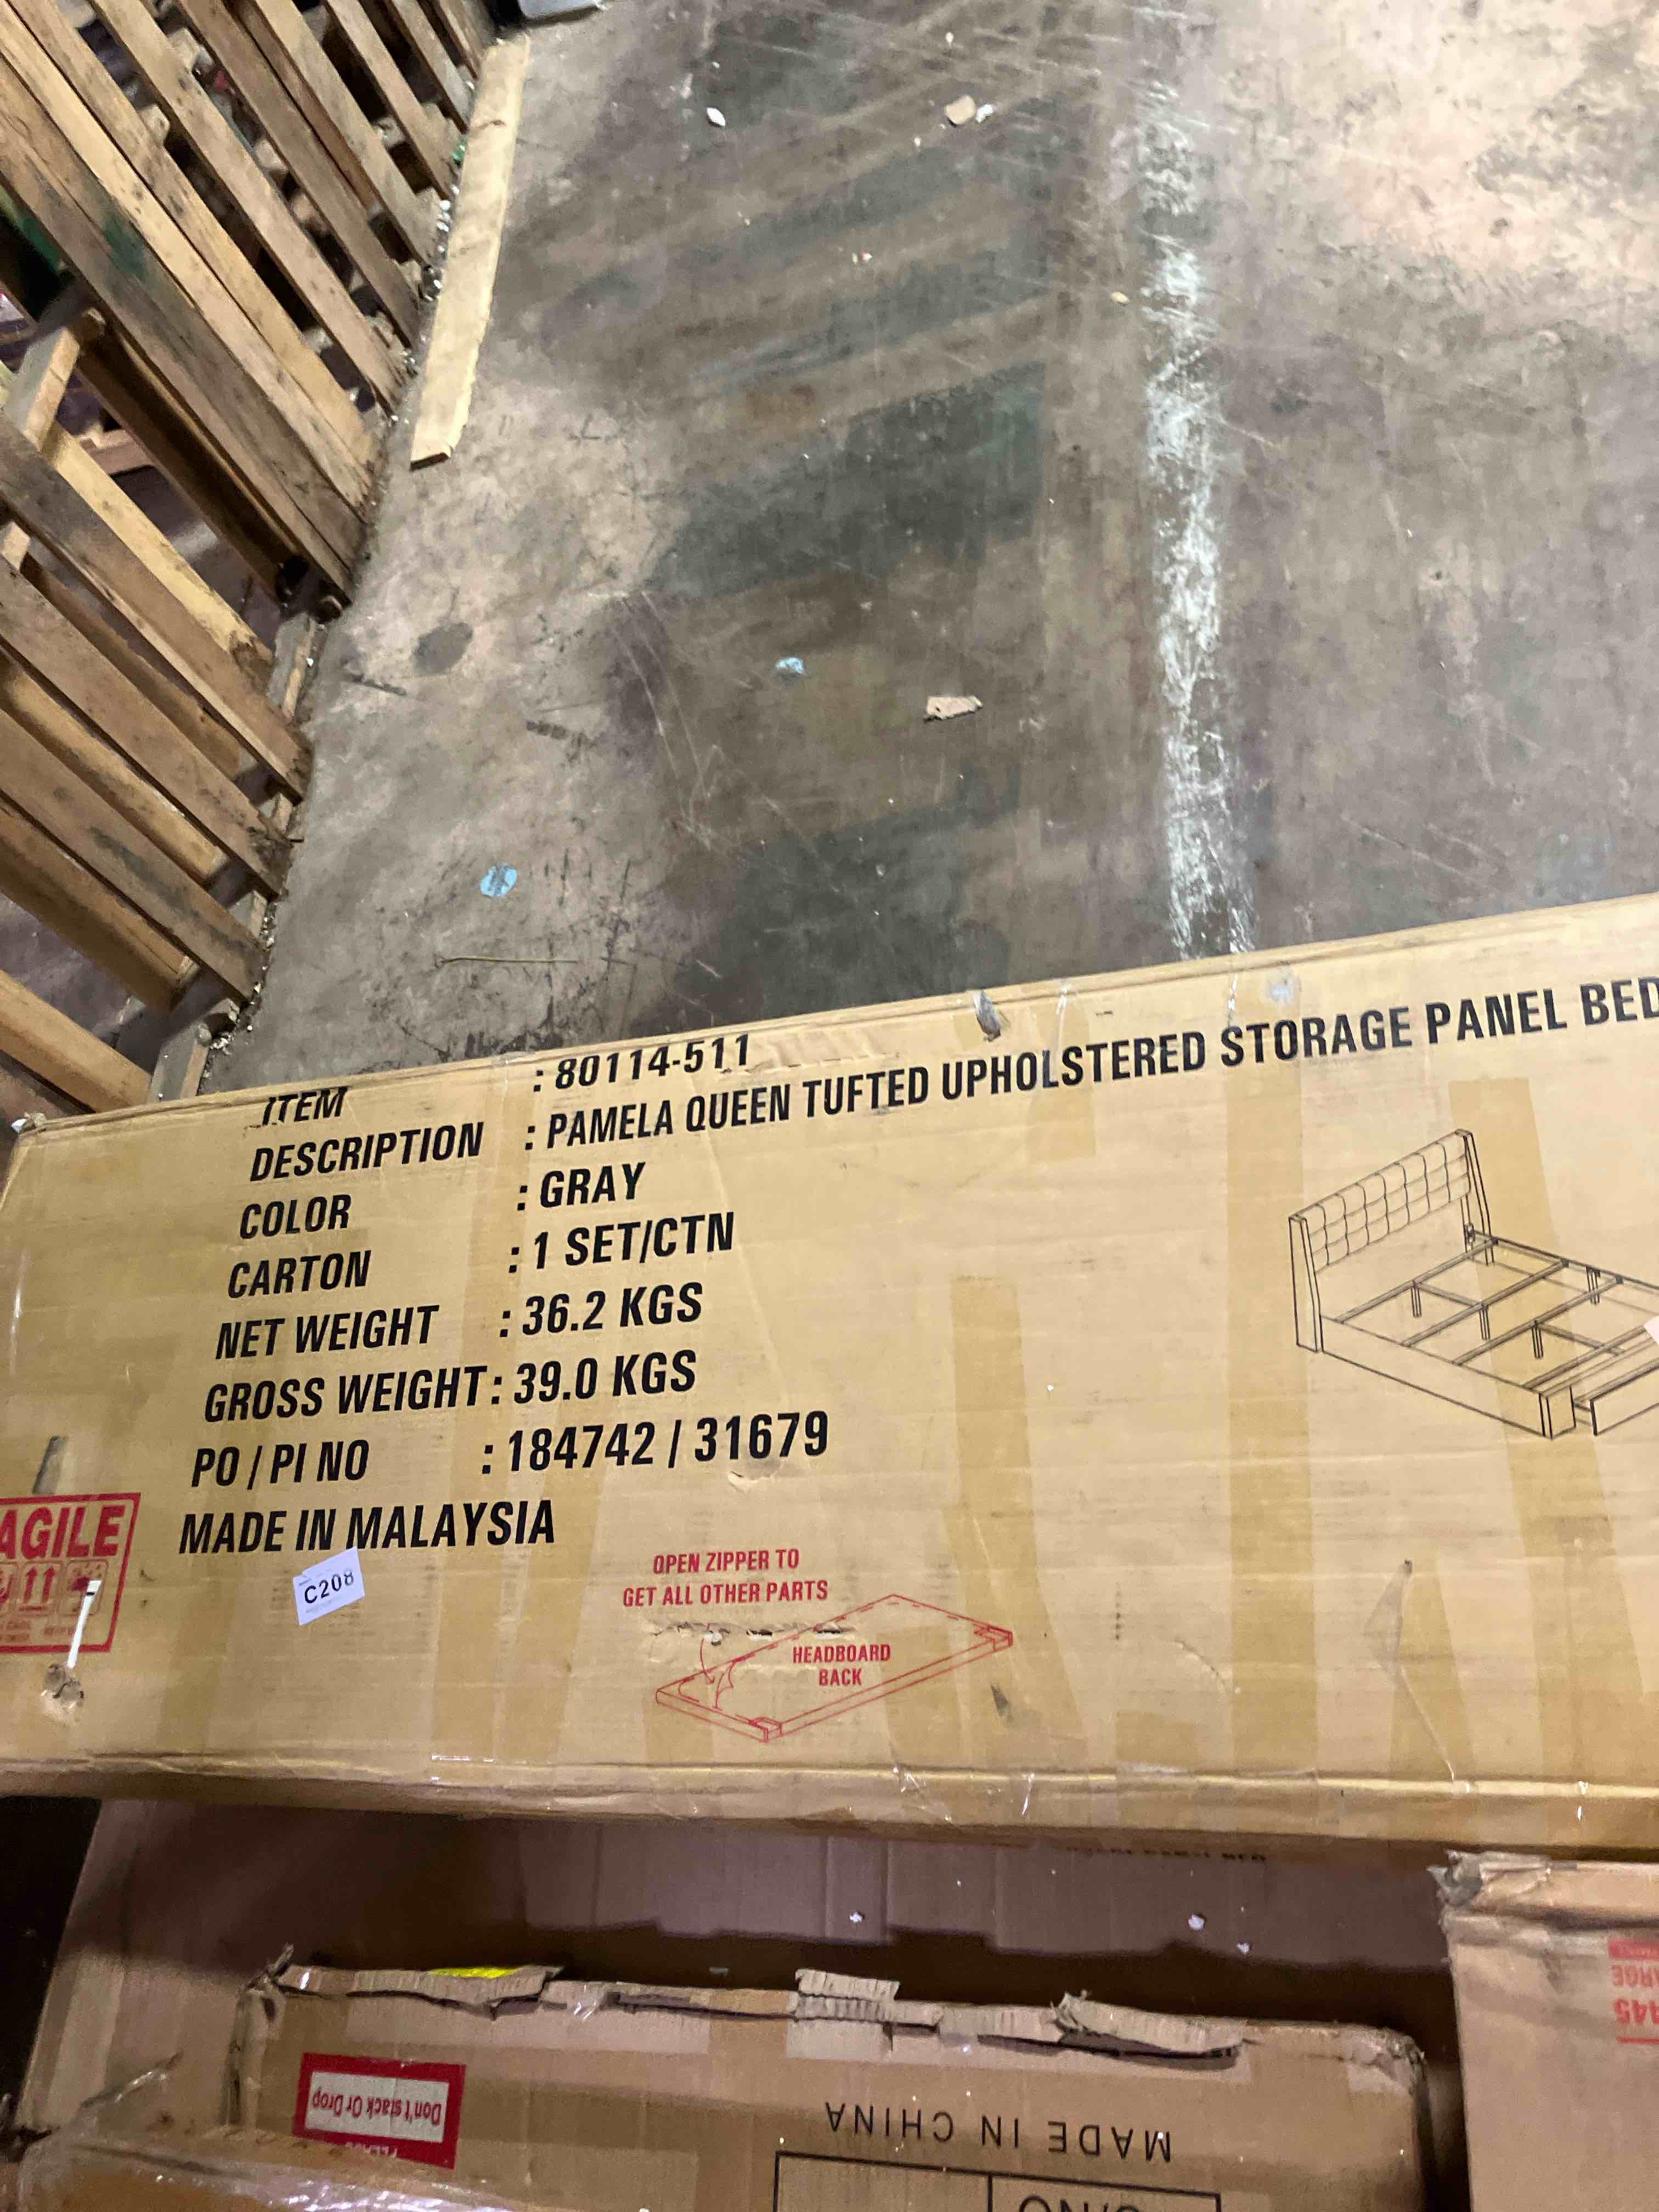 ITEM : 80114-511
DESCRIPTION : PAMELA QUEEN TUFTED UPHOLSTERED STORAGE PANEL BED
COLOR : GRAY
CARTON : 1 SET/CTN
NET WEIGHT : 36.2 KGS
GROSS WEIGHT : 39.0 KGS
PO / PI NO : 184742 / 31679
MADE IN MALAYSIA
AGILE
C208
OPEN ZIPPER TO
GET ALL OTHER PARTS
HEADBOARD
BACK
Don't stack Or Drop
MADE IN CHINA